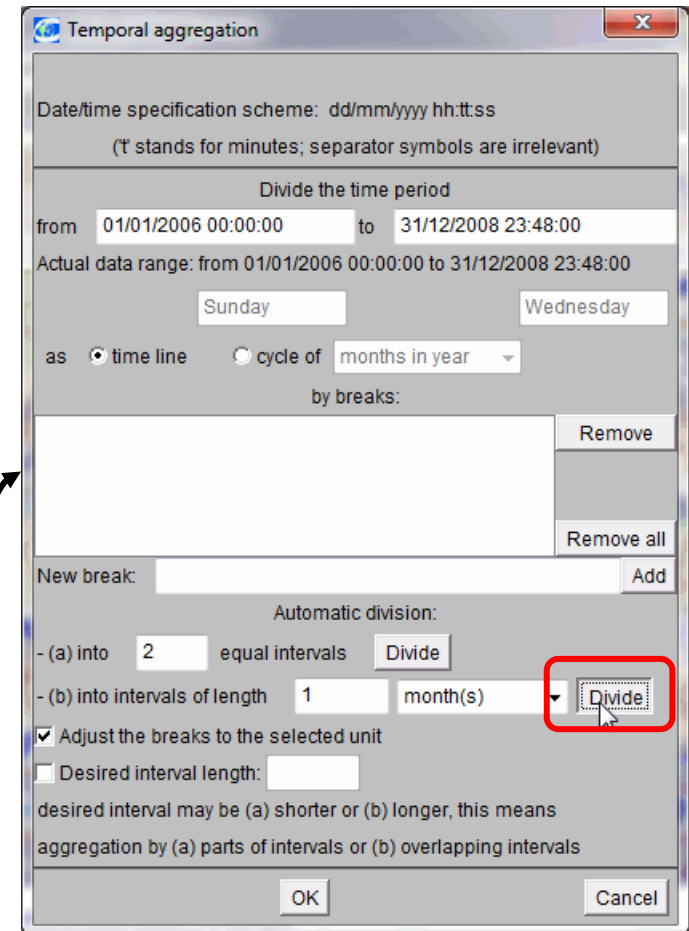 Temporal aggregation
Date/time specification scheme: dd/mm/yyyy hh:tt:ss
('t' stands for minutes; separator symbols are irrelevant)
Divide the time period
from 01/01/2006 00:00:00 to 31/12/2008 23:48:00
Actual data range: from 01/01/2006 00:00:00 to 31/12/2008 23:48:00
Sunday Wednesday
as time line cycle of months in year
by breaks:
Remove
Remove all
New break: Add
Automatic division:
- (a) into 2 equal intervals Divide
- (b) into intervals of length 1 month(s) Divide
Adjust the breaks to the selected unit
Desired interval length:
desired interval may be (a) shorter or (b) longer, this means
aggregation by (a) parts of intervals or (b) overlapping intervals
OK Cancel